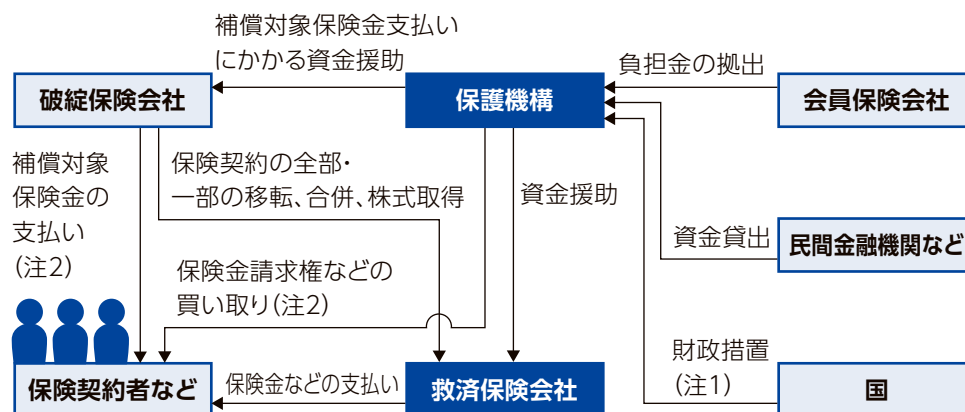 補償対象保険金支払い
にかかる資金援助
負担金の拠出
破綻保険会社
保護機構
会員保険会社
補償対象
保険金の
支払い
(注2)
保険契約の全部・
一部の移転、合併、株式取得
資金援助
資金貸出
民間金融機関など
保険金請求権などの
買い取り(注2)
財政措置
(注1)
保険契約者など
保険金などの支払い
救済保険会社
国